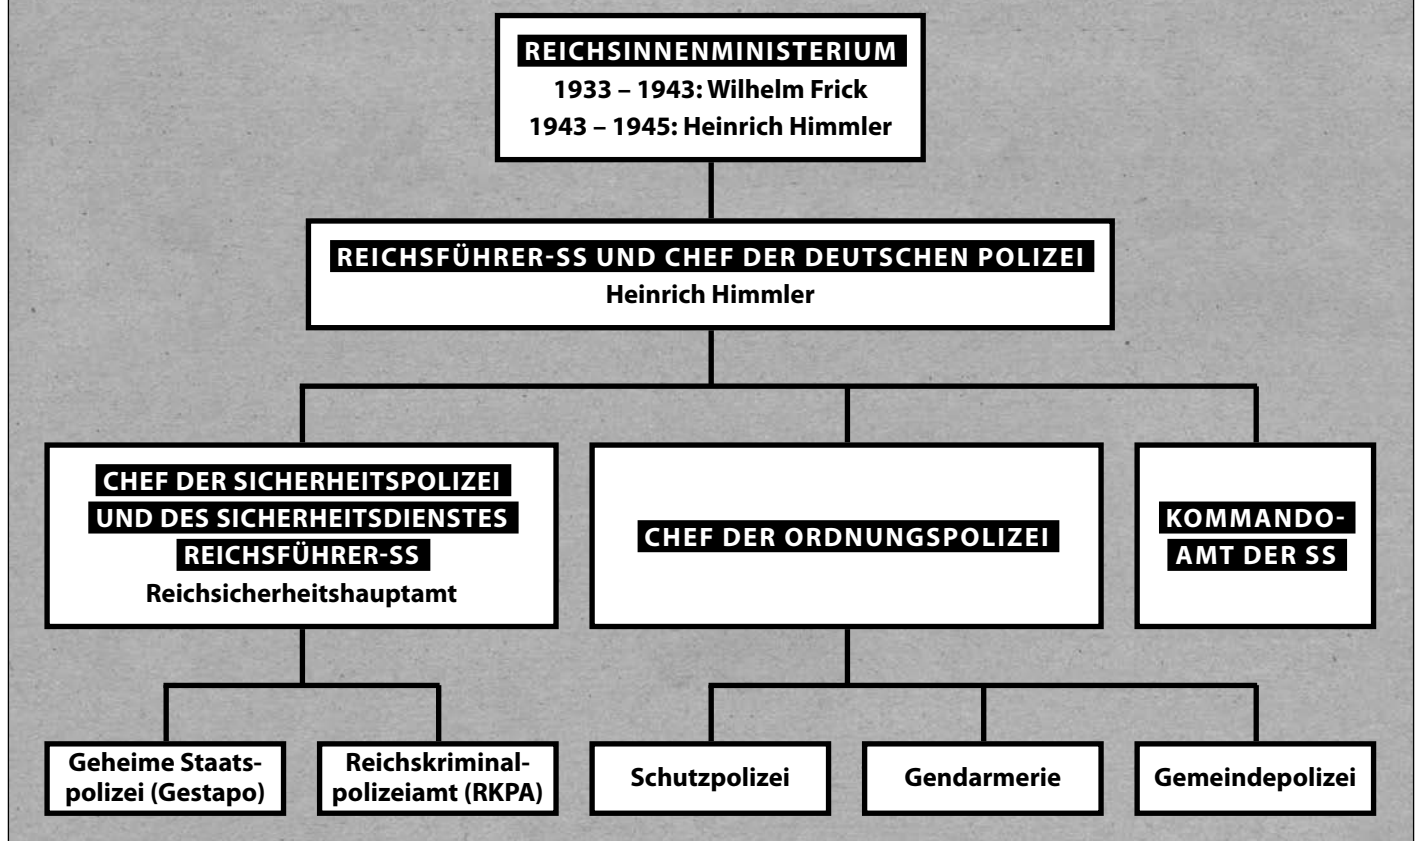 REICHSINNENMINISTERIUM
1933 – 1943: Wilhelm Frick
1943 – 1945: Heinrich Himmler
REICHSFÜHRER-SS UND CHEF DER DEUTSCHEN POLIZEI
Heinrich Himmler
CHEF DER SICHERHEITSPOLIZEI
UND DES SICHERHEITSDIENSTES
REICHSFÜHRER-SS
Reichsicherheitshauptamt
CHEF DER ORDNUNGSPOLIZEI
KOMMANDO-
AMT DER SS
Geheime Staats-
polizei (Gestapo)
Reichskriminal-
polizeiamt (RKPA)
Schutzpolizei
Gendarmerie
Gemeindepolizei